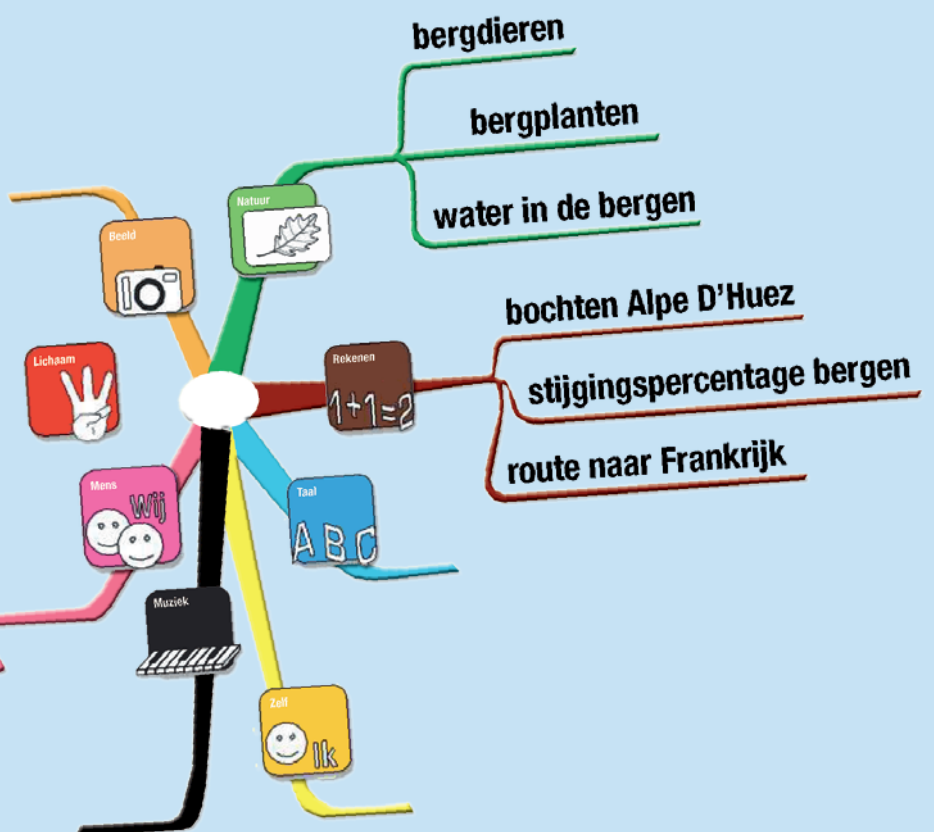 bergdieren
bergplanten
Natuur
water in de bergen
Beeld
bochten Alpe D'Huez
Lichaam
Rekenen
1+1=2
stijgingspercentage bergen
route naar Frankrijk
Mens
Wij
Taal
A B C
Muziek
Zelf
Ik